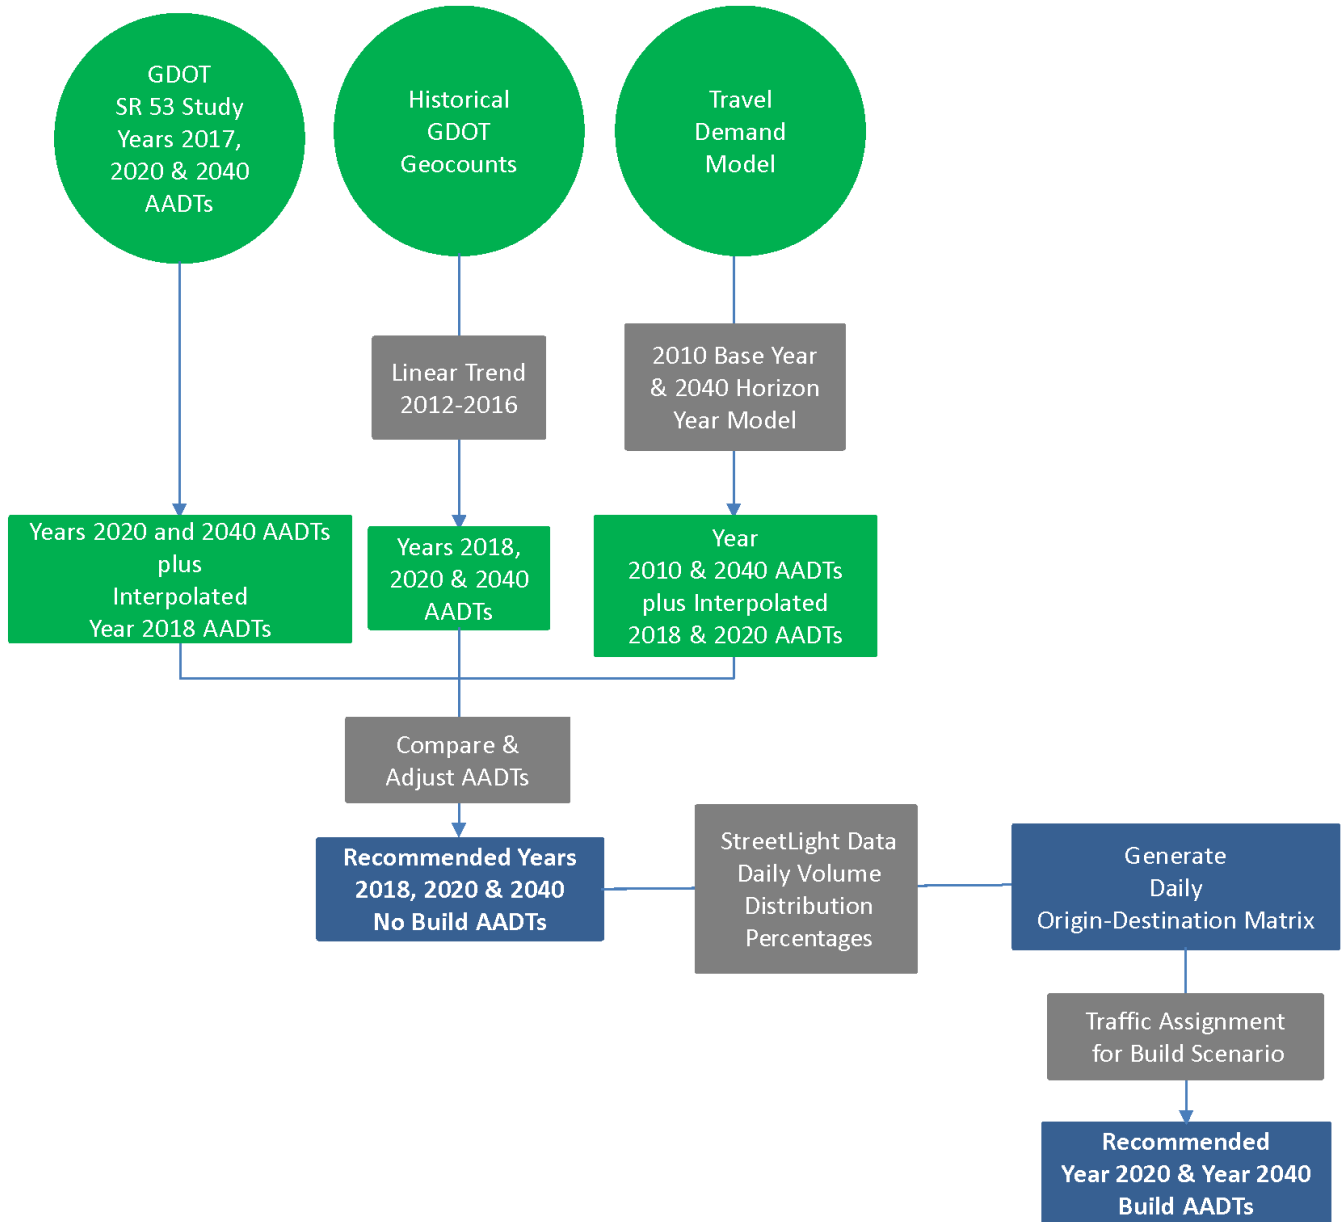 GDOT
SR 53 Study
Years 2017,
2020 & 2040
AADTs
Historical
GDOT
Geocounts
Travel
Demand
Model
Linear Trend
2012-2016
2010 Base Year
& 2040 Horizon
Year Model
Years 2020 and 2040 AADTs
plus
Interpolated
Year 2018 AADTs
Years 2018,
2020 & 2040
AADTs
Year
2010 & 2040 AADTs
plus Interpolated
2018 & 2020 AADTs
Compare &
Adjust AADTs
Recommended Years
2018, 2020 & 2040
No Build AADTs
StreetLight Data
Daily Volume
Distribution
Percentages
Generate
Daily
Origin-Destination Matrix
Traffic Assignment
for Build Scenario
Recommended
Year 2020 & Year 2040
Build AADTs